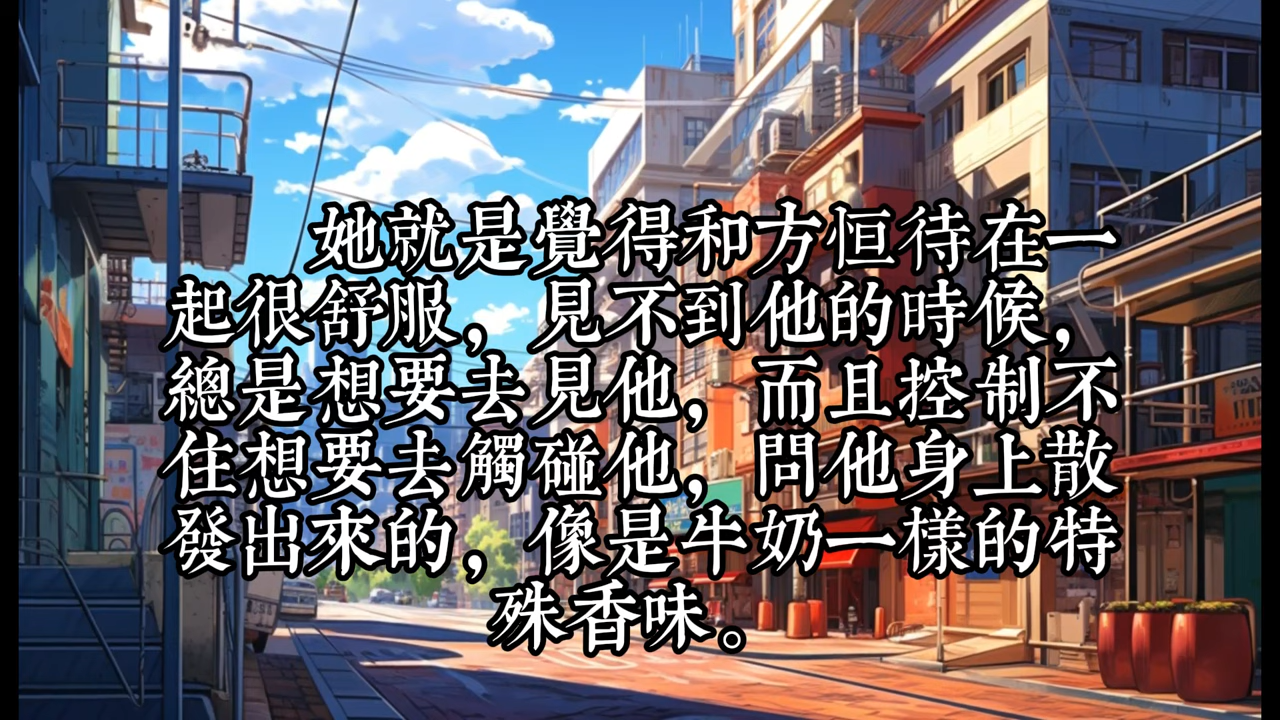 她就是覺得和方恒待在一
起很舒服，見不到他的時候，
總是想要去見他，而且控制不
住想要去觸碰他，問他身上散
發出來的，像是牛奶一樣的特
殊香味。